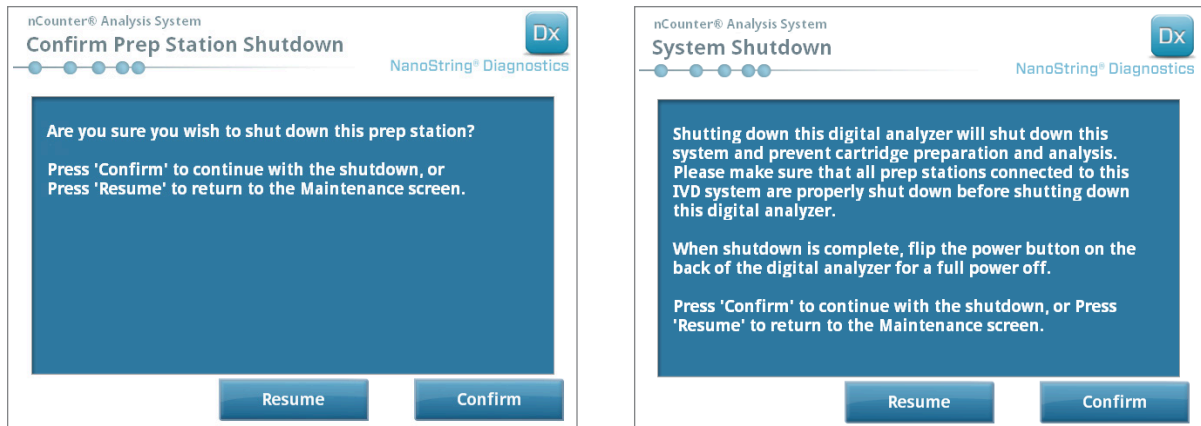 nCounter® Analysis System
Confirm Prep Station Shutdown
Dx
NanoString® Diagnostics
Are you sure you wish to shut down this prep station?
Press 'Confirm' to continue with the shutdown, or
Press 'Resume' to return to the Maintenance screen.
Resume
Confirm
nCounter® Analysis System
System Shutdown
Dx
NanoString® Diagnostics
Shutting down this digital analyzer will shut down this
system and prevent cartridge preparation and analysis.
Please make sure that all prep stations connected to this
IVD system are properly shut down before shutting down
this digital analyzer.
When shutdown is complete, flip the power button on the
back of the digital analyzer for a full power off.
Press 'Confirm' to continue with the shutdown, or Press
'Resume' to return to the Maintenance screen.
Resume
Confirm